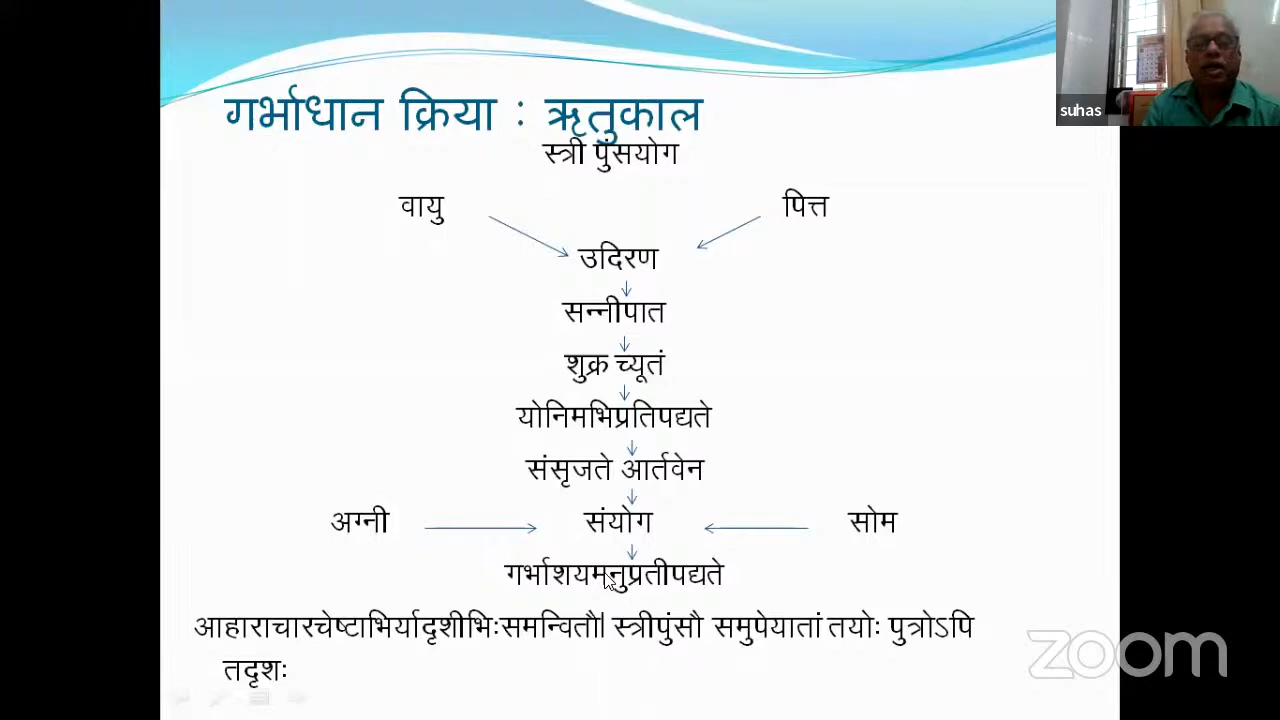 गर्भाधान क्रिया : ऋतुकाल
स्त्री पुंसयोग
वायु पित्त
उदिरण
सन्नीपात
शुक्र च्यूतं
योनिमभिप्रतिपद्यते
संसृजते आर्तवेन
अग्नी संयोग सोम
गर्भाशयमनुप्रतीपद्यते
आहाराचारचेष्टाभिर्यादृशीभिःसमन्वितौ। स्त्रीपुंसौ समुपेयातां तयोः पुत्रोऽपि
तदृशः
suhas
zoom